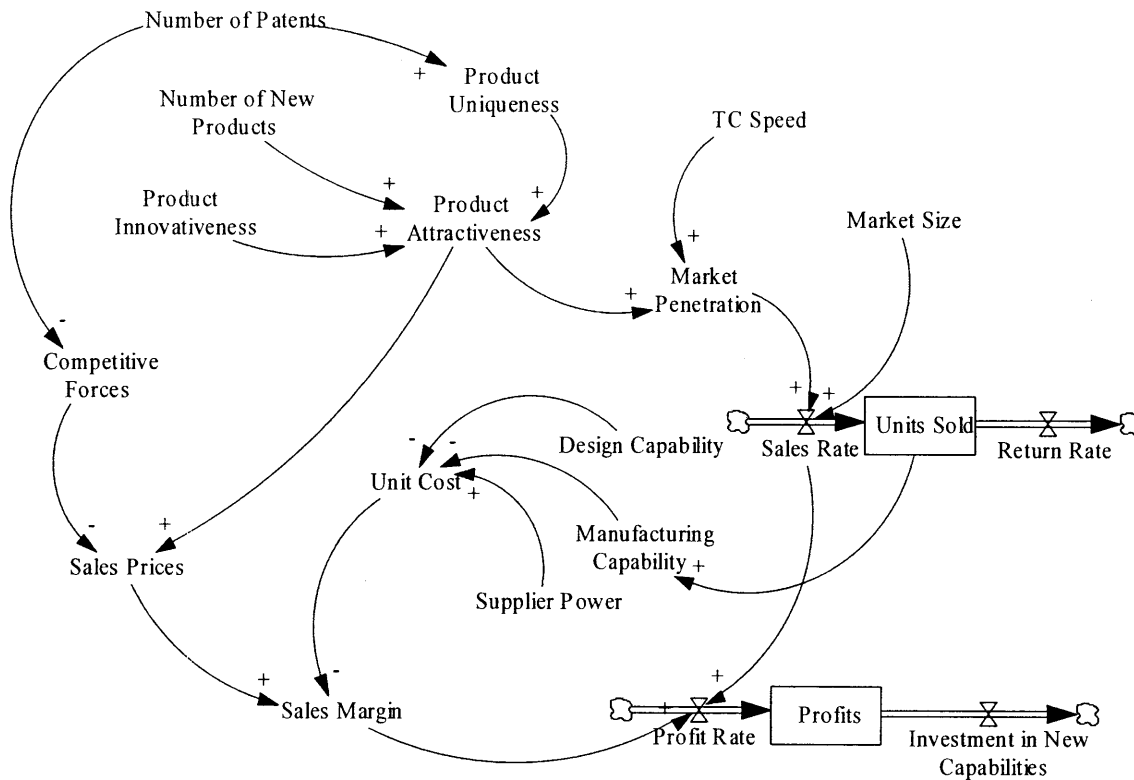 Number of Patents
+
Product
Uniqueness
Number of New
Products
TC Speed
+
+
Product
Innovativeness
+
Product
Attractiveness
Market Size
+
+
Market
Penetration
-
Competitive
Forces
+
+
Units Sold
Sales Rate
Return Rate
-
-
Design Capability
Unit Cost
+
-
+
Sales Prices
Manufacturing
Capability
+
Supplier Power
+
-
Sales Margin
+
+
Profits
Profit Rate
Investment in New
Capabilities